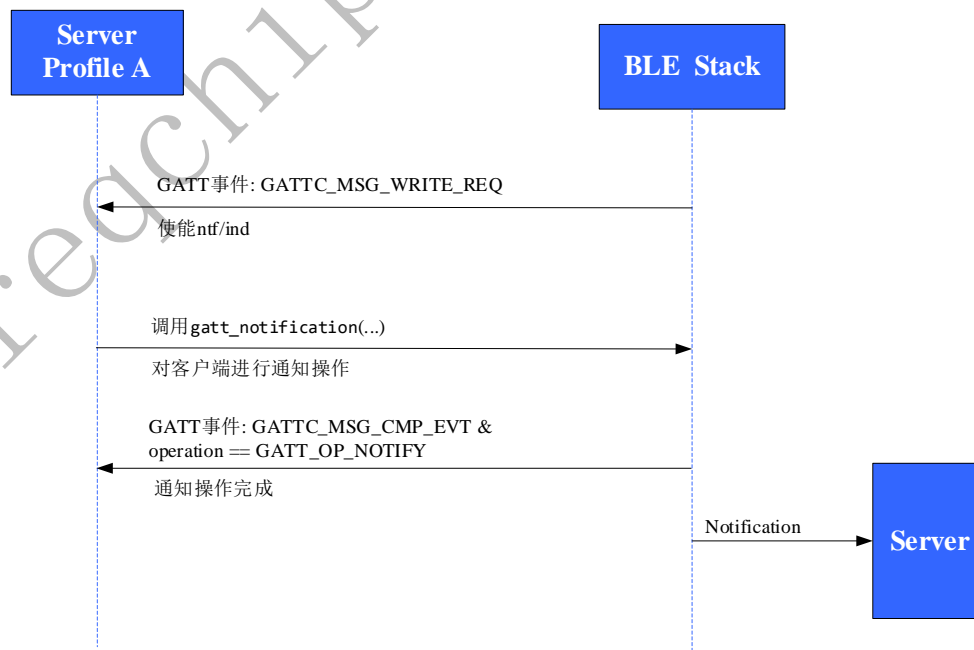 Server
Profile A
BLE Stack
GATT事件: GATTC_MSG_WRITE_REQ
使能ntf/ind
调用gatt_notification(...)
对客户端进行通知操作
GATT事件: GATTC_MSG_CMP_EVT &
operation == GATT_OP_NOTIFY
通知操作完成
Notification
Server
reqchip